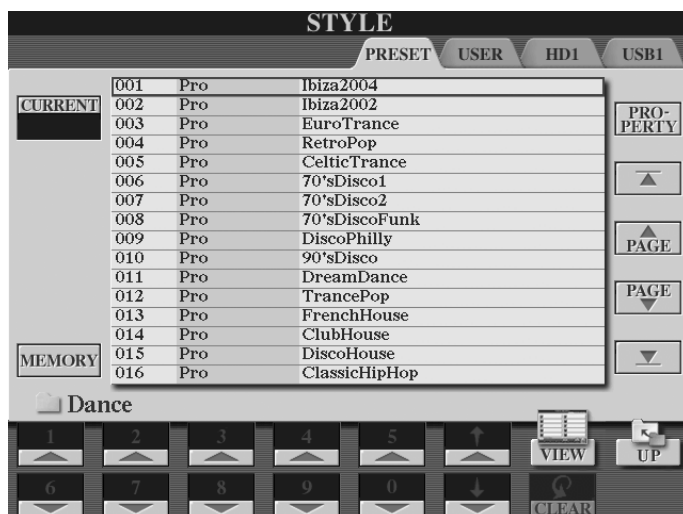 STYLE
PRESET USER HD1 USB1
CURRENT
001 Pro Ibiza2004
002 Pro Ibiza2002
003 Pro EuroTrance
004 Pro RetroPop
005 Pro CelticTrance
006 Pro 70'sDisco1
007 Pro 70'sDisco2
008 Pro 70'sDiscoFunk
009 Pro DiscoPhilly
010 Pro 90'sDisco
011 Pro DreamDance
012 Pro TrancePop
013 Pro FrenchHouse
014 Pro ClubHouse
015 Pro DiscoHouse
016 Pro ClassicHipHop
PRO-
PERTY
PAGE
PAGE
MEMORY
Dance
1 2 3 4 5
VIEW UP
6 7 8 9 0
CLEAR